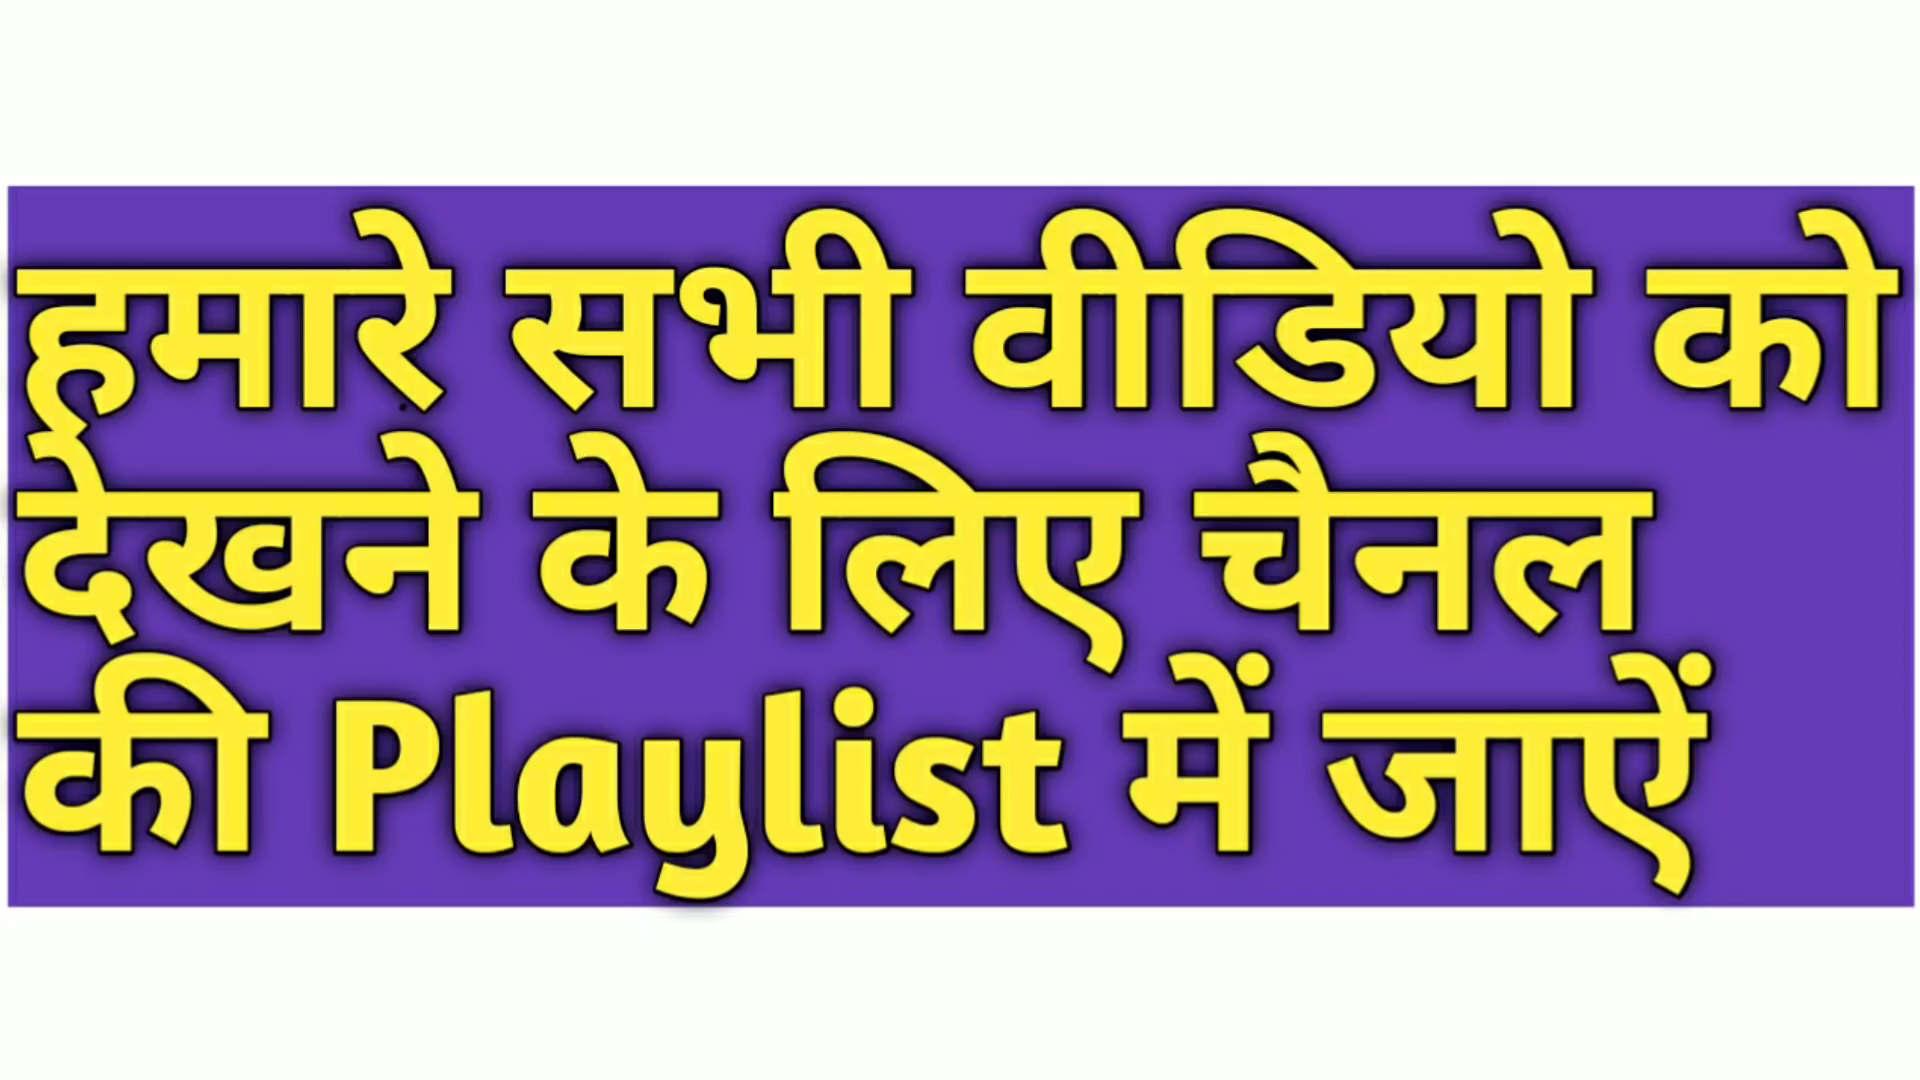 हमारे सभी वीडियो को
देखने के लिए चैनल
की Playlist में जाऐं